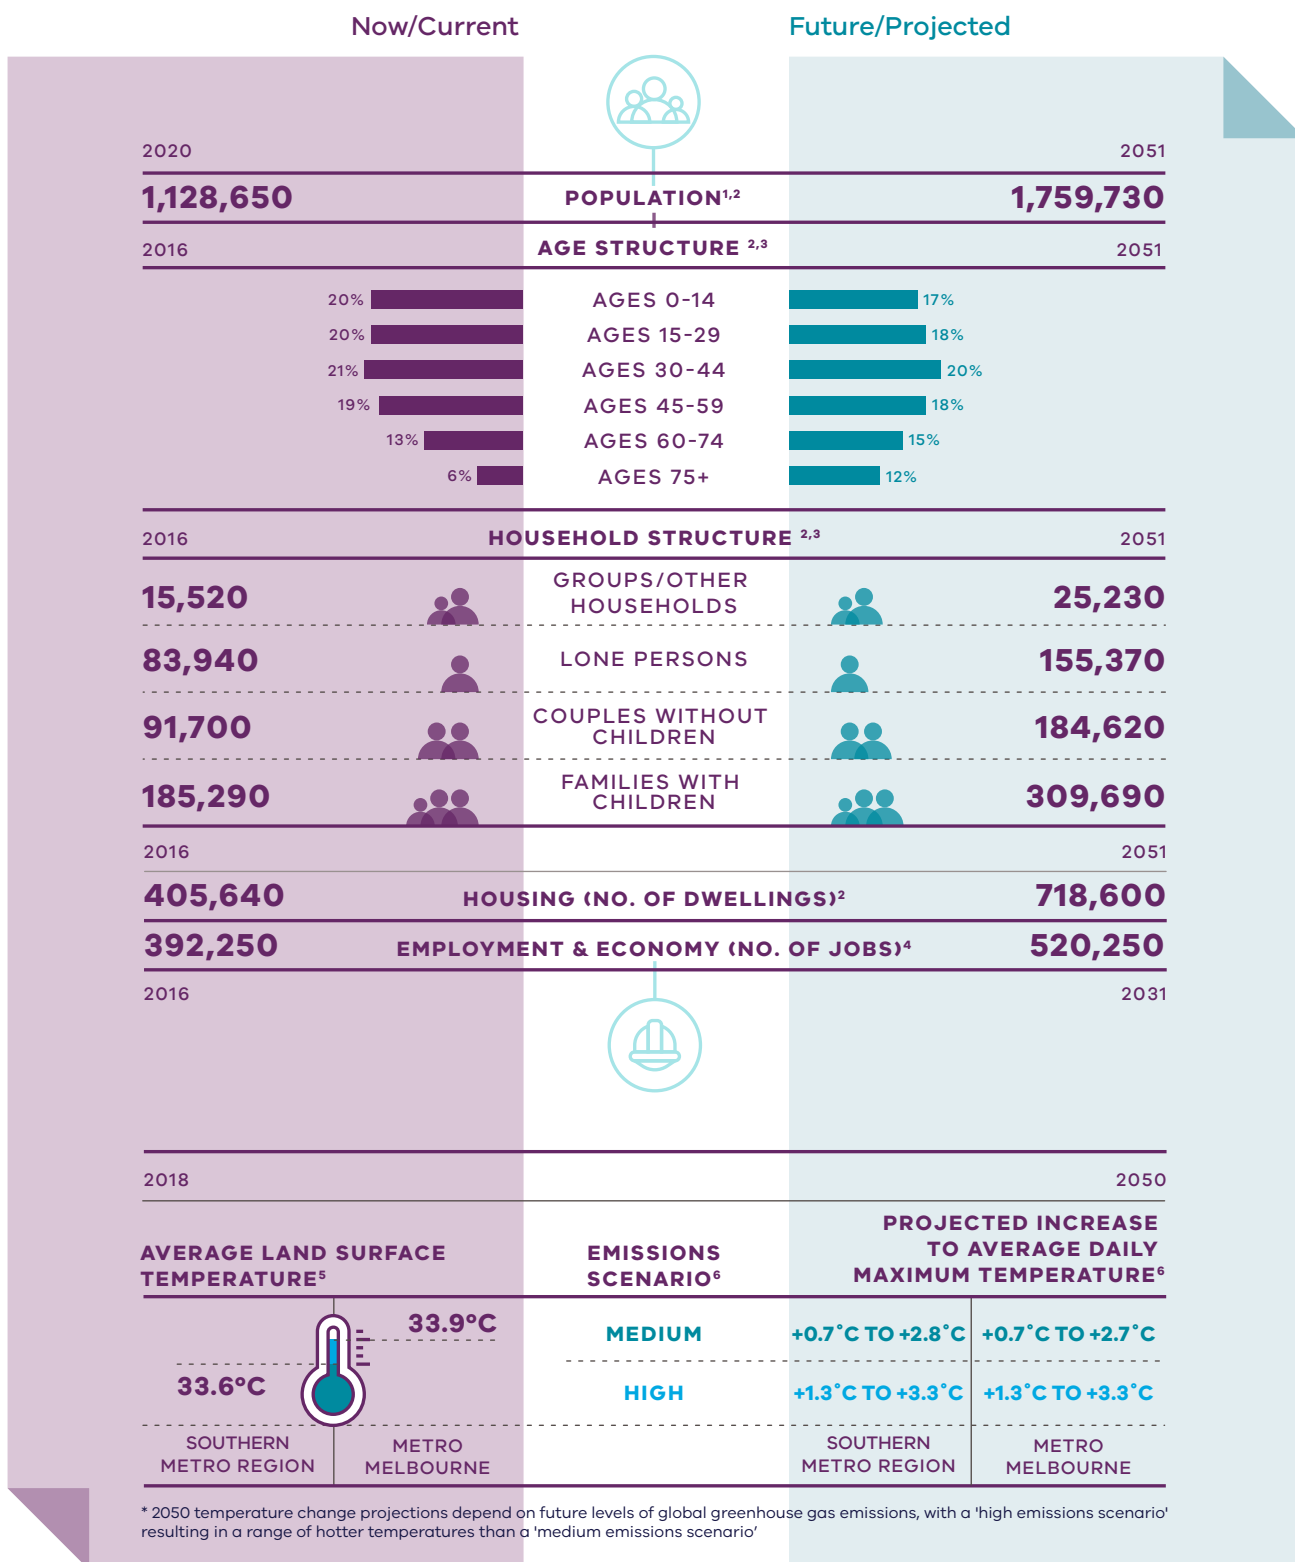 Now/Current
Future/Projected
2020
2051
1,128,650
POPULATION1,2
1,759,730
2016
AGE STRUCTURE 2,3
2051
20%
AGES 0-14
17%
20%
AGES 15-29
18%
21%
AGES 30-44
20%
19%
AGES 45-59
18%
13%
AGES 60-74
15%
6%
AGES 75+
12%
2016
HOUSEHOLD STRUCTURE 2,3
2051
15,520
GROUPS/OTHER
HOUSEHOLDS
25,230
83,940
LONE PERSONS
155,370
91,700
COUPLES WITHOUT
CHILDREN
184,620
185,290
FAMILIES WITH
CHILDREN
309,690
2016
2051
405,640
HOUSING (NO. OF DWELLINGS)2
718,600
392,250
EMPLOYMENT & ECONOMY (NO. OF JOBS)4
520,250
2016
2031
2018
2050
AVERAGE LAND SURFACE
TEMPERATURE5
EMISSIONS
SCENARIO6
PROJECTED INCREASE
TO AVERAGE DAILY
MAXIMUM TEMPERATURE6
33.9°C
33.6°C
MEDIUM
+0.7°C TO +2.8°C
+0.7°C TO +2.7°C
HIGH
+1.3°C TO +3.3°C
+1.3°C TO +3.3°C
SOUTHERN
METRO REGION
METRO
MELBOURNE
SOUTHERN
METRO REGION
METRO
MELBOURNE
* 2050 temperature change projections depend on future levels of global greenhouse gas emissions, with a 'high emissions scenario'
resulting in a range of hotter temperatures than a 'medium emissions scenario'